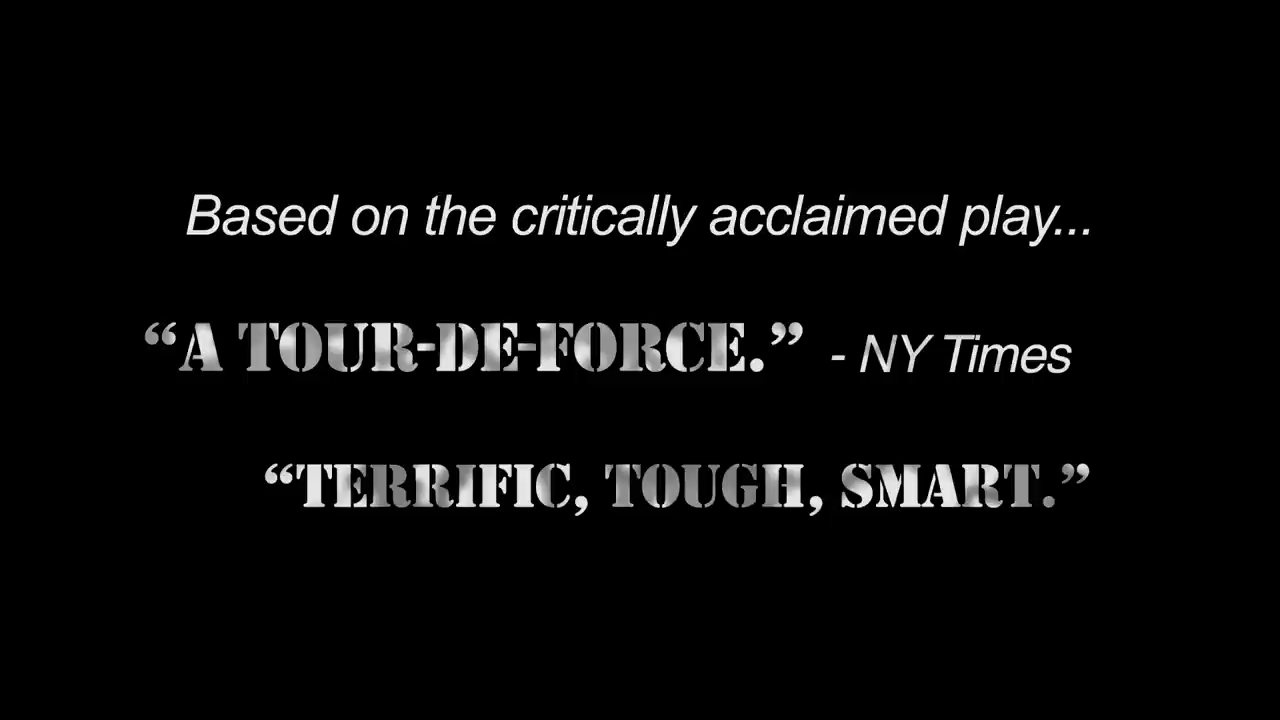 Based on the critically acclaimed play...
“A TOUR-DE-FORCE.” - NY Times
“TERRIFIC, TOUGH, SMART.”